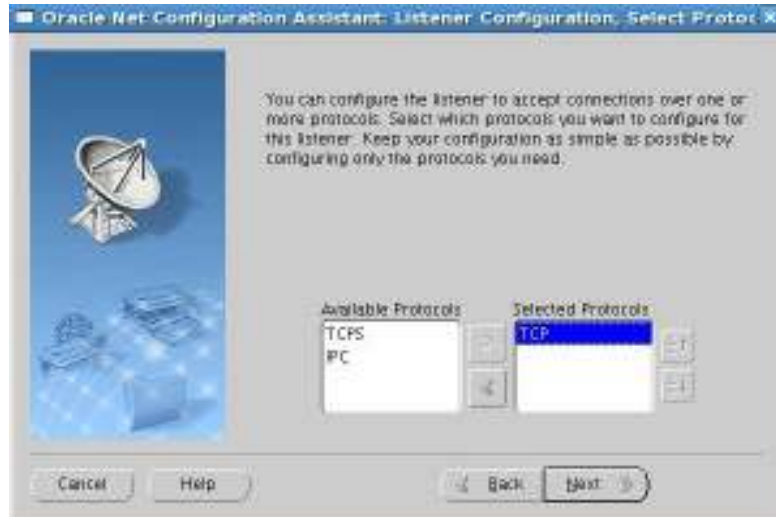 Oracle Net Configuration Assistant: Listener Configuration, Select Protoc
You can configure the listener to accept connections over one or
more protocols. Select which protocols you want to configure for
this listener. Keep your configuration as simple as possible by
configuring only the protocols you need.
Available Protocols
TCPS
IPC
Selected Protocols
TCP
Cancel
Help
Back
Next